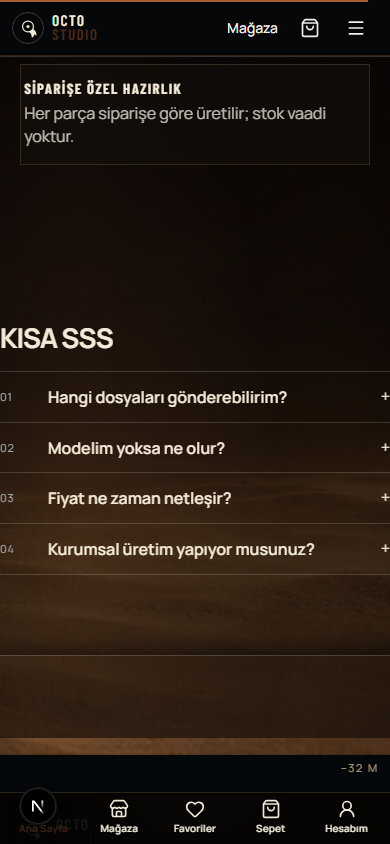 OCTO
STUDIO
Mağaza
SİPARİŞE ÖZEL HAZIRLIK
Her parça siparişe göre üretilir; stok vaadi
yoktur.
KISA SSS
01 Hangi dosyaları gönderebilirim? +
02 Modelim yoksa ne olur? +
03 Fiyat ne zaman netleşir? +
04 Kurumsal üretim yapıyor musunuz? +
−32 M
N
OCTO
Ana Sayfa
Mağaza
Favoriler
Sepet
Hesabım